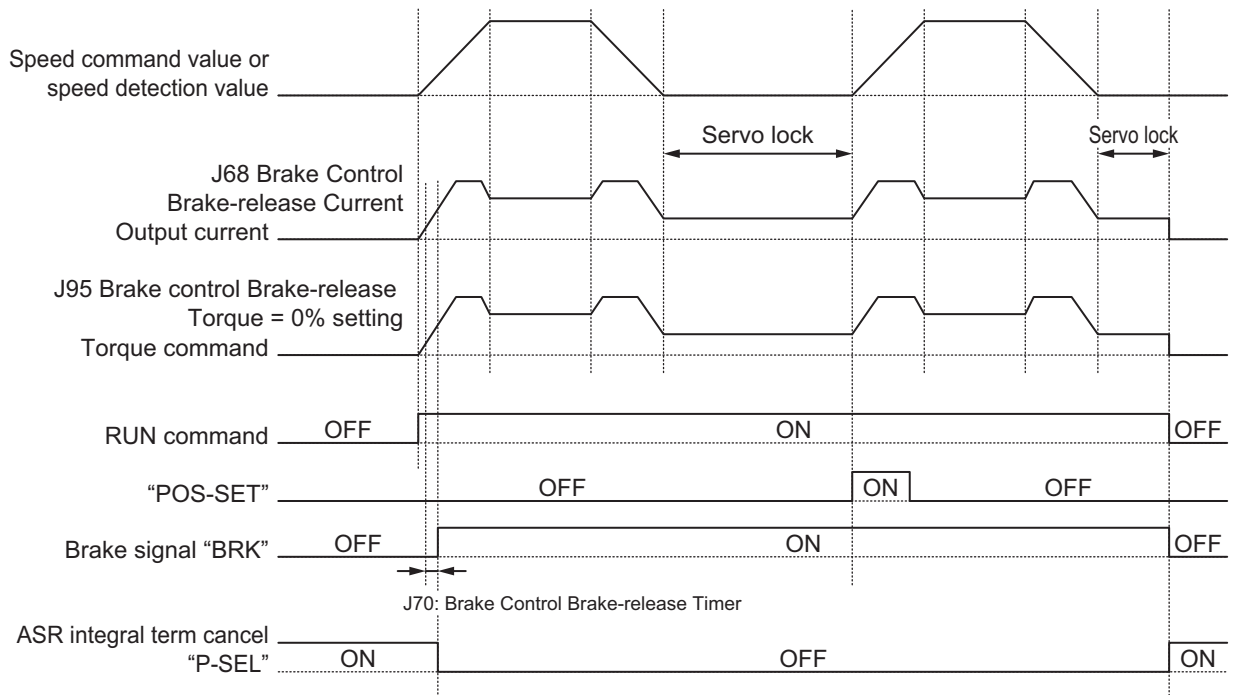 Speed command value or
speed detection value
Servo lock
Servo lock
J68 Brake Control
Brake-release Current
Output current
J95 Brake control Brake-release
Torque = 0% setting
Torque command
RUN command
OFF
ON
OFF
“POS-SET”
OFF
ON
OFF
Brake signal “BRK”
OFF
ON
OFF
J70: Brake Control Brake-release Timer
ASR integral term cancel
“P-SEL”
ON
OFF
ON